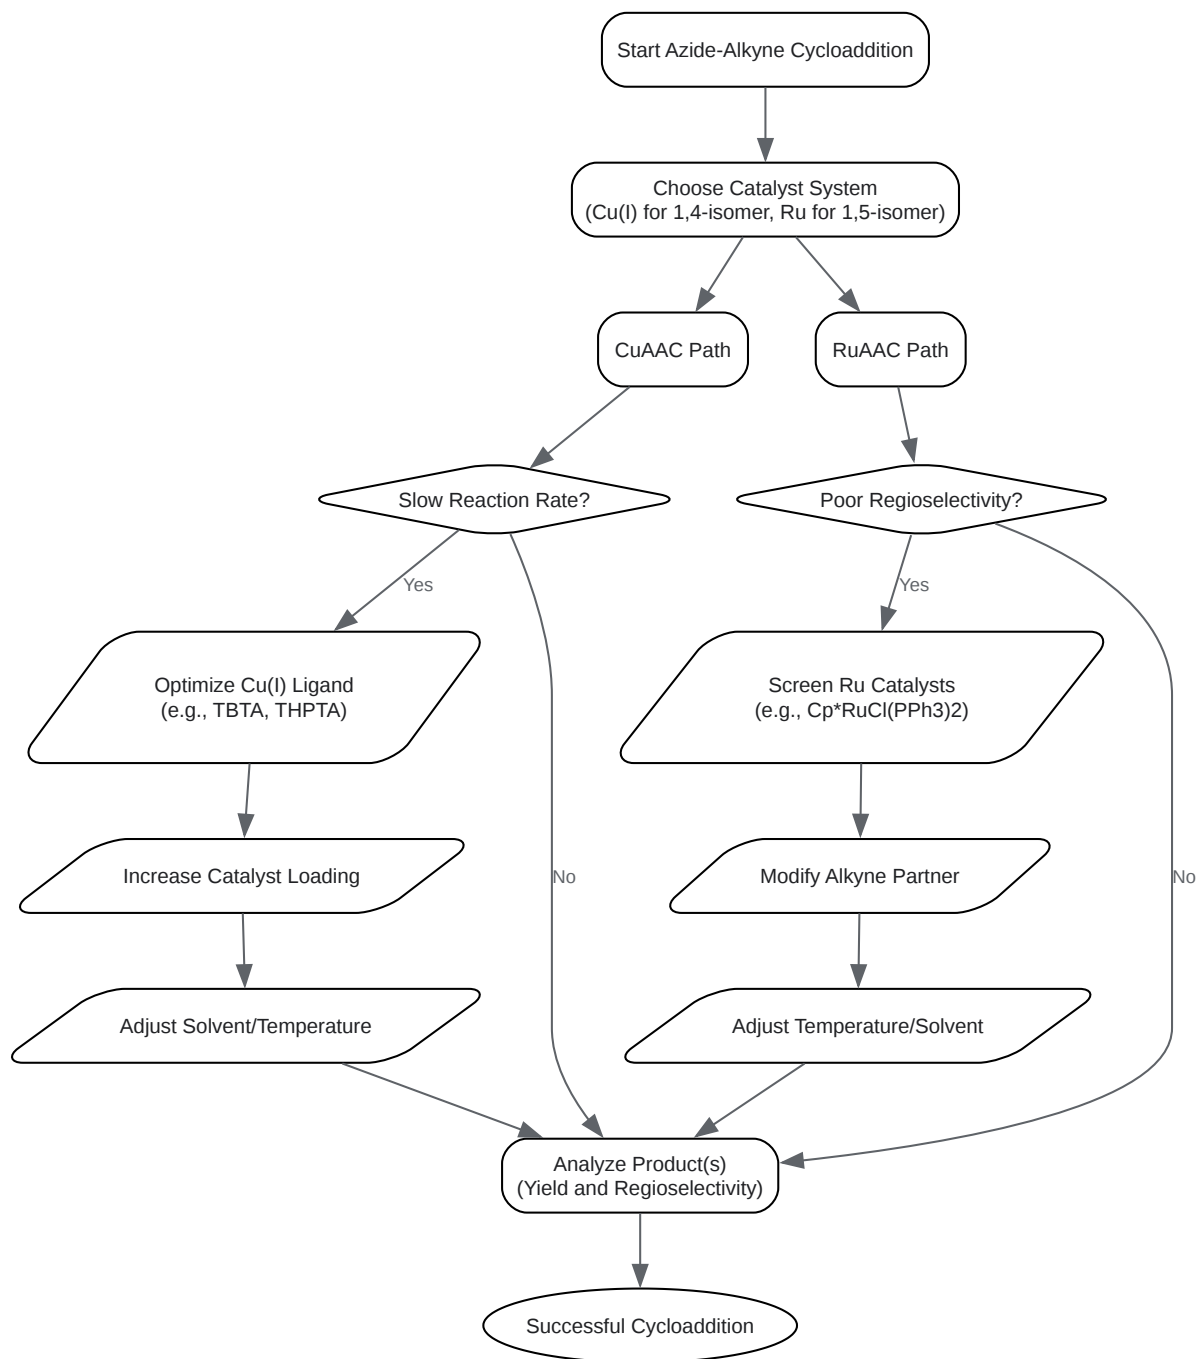 Start Azide-Alkyne Cycloaddition
Choose Catalyst System
(Cu(I) for 1,4-isomer, Ru for 1,5-isomer)
CuAAC Path
RuAAC Path
Slow Reaction Rate?
Poor Regioselectivity?
Yes
Yes
Optimize Cu(I) Ligand
(e.g., TBTA, THPTA)
Screen Ru Catalysts
(e.g., Cp*RuCl(PPh3)2)
Increase Catalyst Loading
No
Modify Alkyne Partner
No
Adjust Solvent/Temperature
Adjust Temperature/Solvent
Analyze Product(s)
(Yield and Regioselectivity)
Successful Cycloaddition